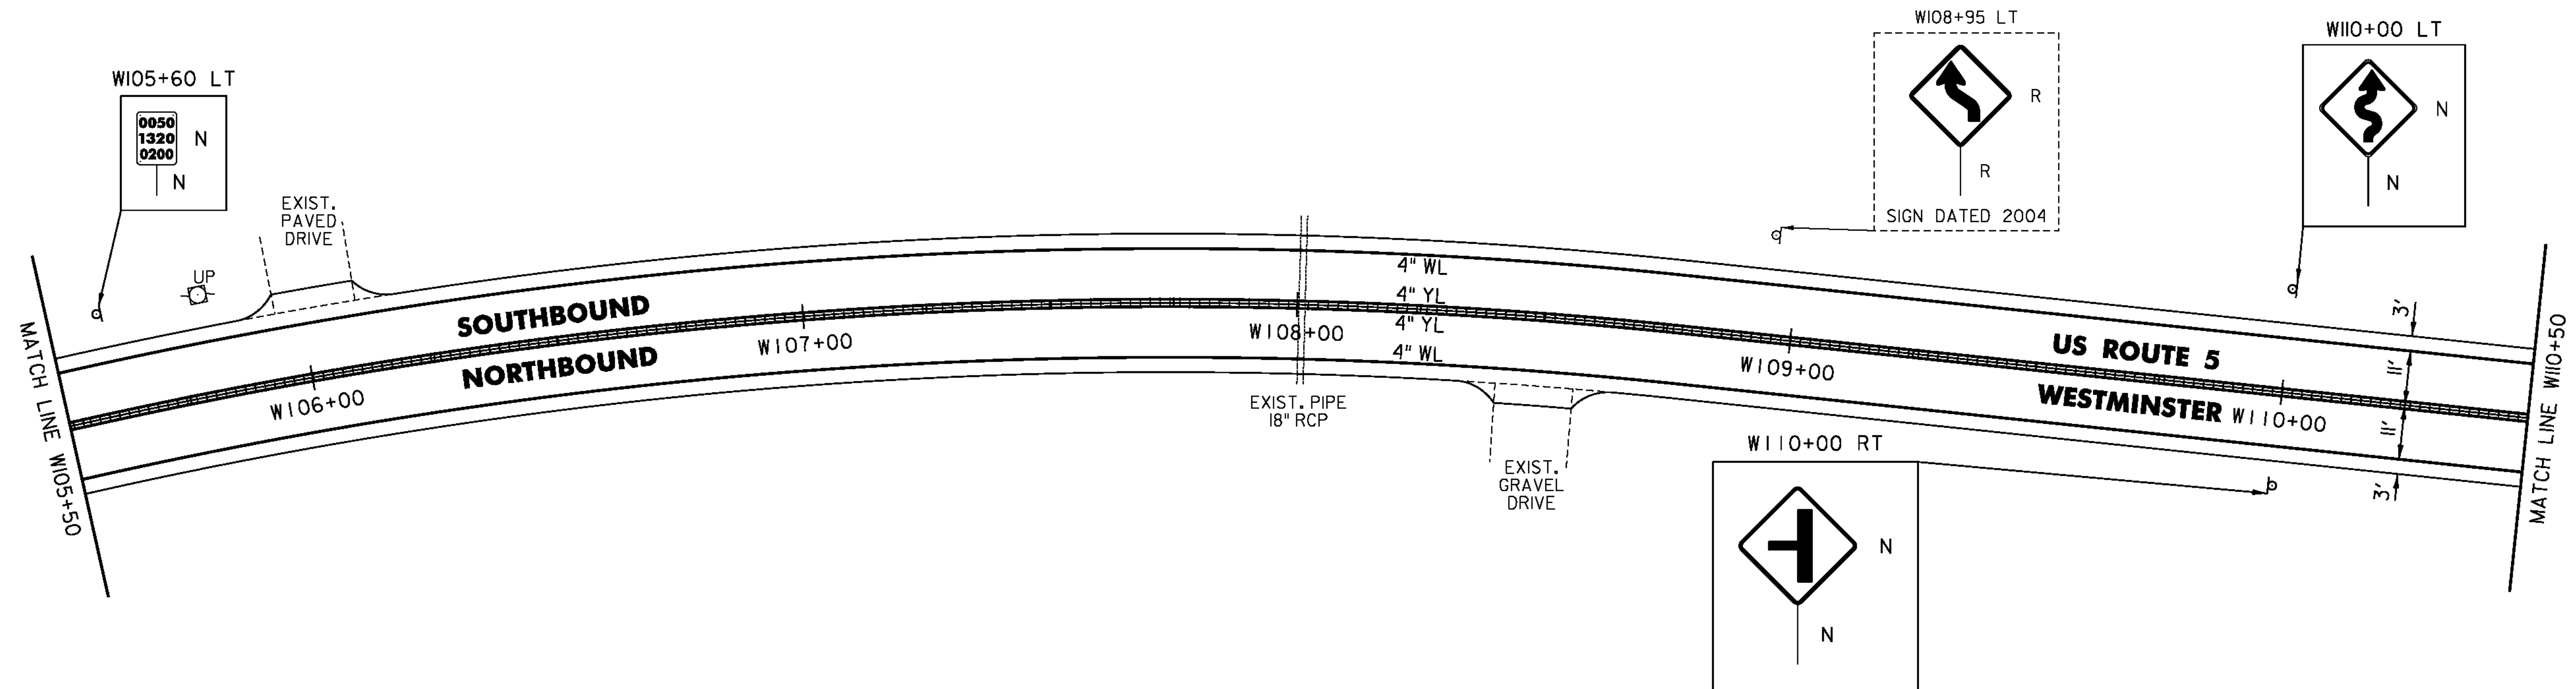 W108+95 LT
R
R
SIGN DATED 2004
W110+00 LT
N
N
W105+60 LT
0050
1320
0200
N
N
EXIST.
PAVED
DRIVE
UP
4" WL
4" YL
4" YL
4" WL
SOUTHBOUND
NORTHBOUND
MATCH LINE W105+50
W106+00
W107+00
W108+00
W109+00
W110+00
EXIST. PIPE
18" RCP
EXIST.
GRAVEL
DRIVE
US ROUTE 5
WESTMINSTER
3'
11'
11'
3'
MATCH LINE W110+50
W110+00 RT
N
N